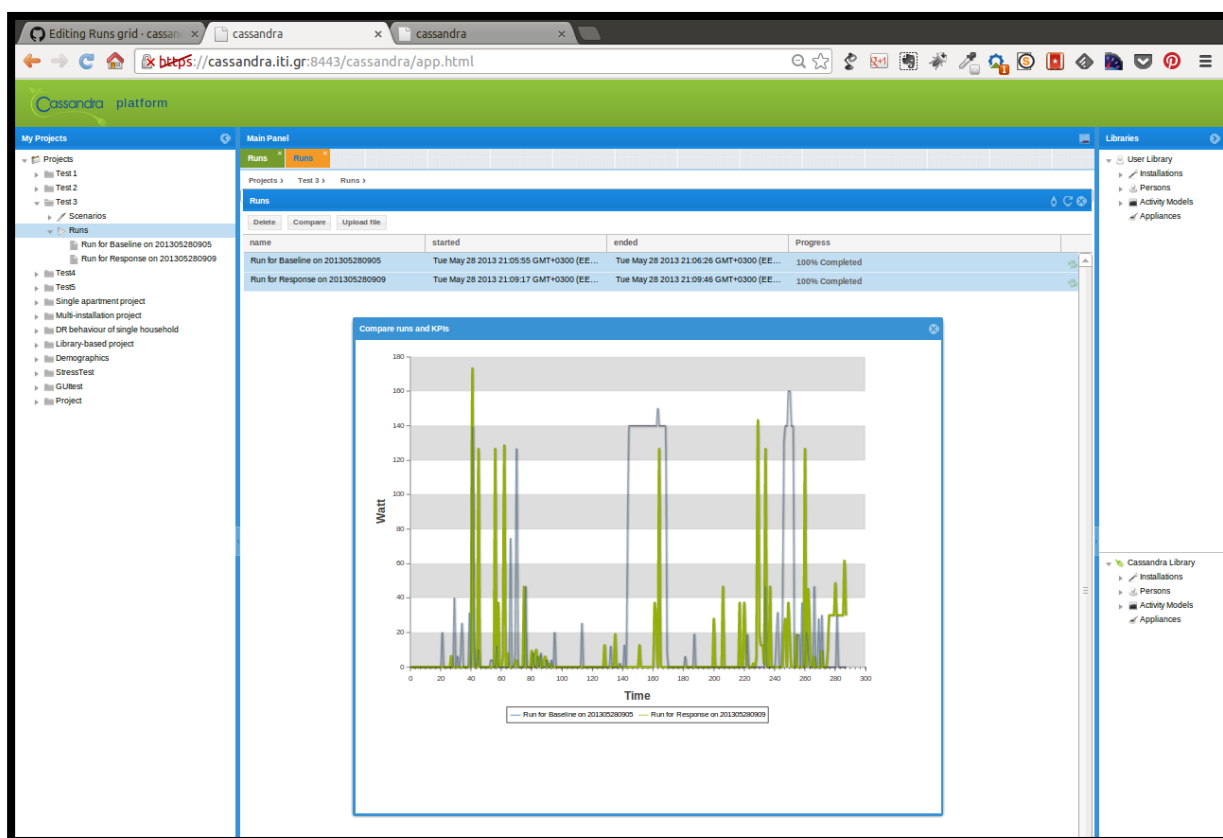 Editing Runs grid - cassan
cassandra
cassandra
https://cassandra.iti.gr:8443/cassandra/app.html
Cassandra platform
My Projects
Projects
Test 1
Test 2
Test 3
Scenarios
Runs
Run for Baseline on 201305280905
Run for Response on 201305280909
Test4
Test5
Single apartment project
Multi-installation project
DR behaviour of single household
Library-based project
Demographics
StressTest
GUItest
Project
Main Panel
Runs
Runs
Projects › Test 3 › Runs ›
Runs
Delete Compare Upload file
name started ended Progress
Run for Baseline on 201305280905 Tue May 28 2013 21:05:55 GMT+0300 (EE... Tue May 28 2013 21:06:26 GMT+0300 (EE... 100% Completed
Run for Response on 201305280909 Tue May 28 2013 21:09:17 GMT+0300 (EE... Tue May 28 2013 21:09:46 GMT+0300 (EE... 100% Completed
Compare runs and KPIs
180
160
140
120
100
80
60
40
20
0
Watt
0 20 40 60 80 100 120 140 160 180 200 220 240 260 280 300
Time
Run for Baseline on 201305280905 Run for Response on 201305280909
Libraries
User Library
Installations
Persons
Activity Models
Appliances
Cassandra Library
Installations
Persons
Activity Models
Appliances